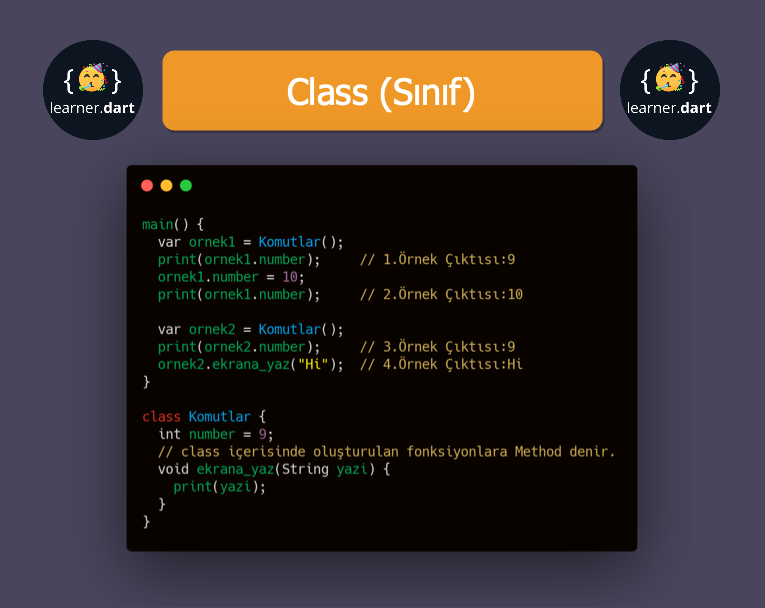 {🥳}
learner.dart
Class (Sınıf)
{🥳}
learner.dart
main() {
  var ornek1 = Komutlar();
  print(ornek1.number);     // 1.Örnek Çıktısı:9
  ornek1.number = 10;
  print(ornek1.number);     // 2.Örnek Çıktısı:10

  var ornek2 = Komutlar();
  print(ornek2.number);     // 3.Örnek Çıktısı:9
  ornek2.ekrana_yaz("Hi");  // 4.Örnek Çıktısı:Hi
}

class Komutlar {
  int number = 9;
  // class içerisinde oluşturulan fonksiyonlara Method denir.
  void ekrana_yaz(String yazi) {
    print(yazi);
  }
}